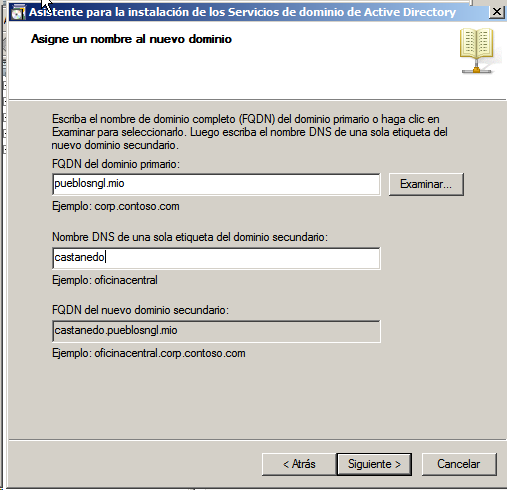 Asistente para la instalación de los Servicios de dominio de Active Directory
Asigne un nombre al nuevo dominio
Escriba el nombre de dominio completo (FQDN) del dominio primario o haga clic en
Examinar para seleccionarlo. Luego escriba el nombre DNS de una sola etiqueta del
nuevo dominio secundario.
FQDN del dominio primario:
pueblosngl.mio
Examinar...
Ejemplo: corp.contoso.com
Nombre DNS de una sola etiqueta del dominio secundario:
castanedo
Ejemplo: oficinacentral
FQDN del nuevo dominio secundario:
castanedo.pueblosngl.mio
Ejemplo: oficinacentral.corp.contoso.com
< Atrás
Siguiente >
Cancelar